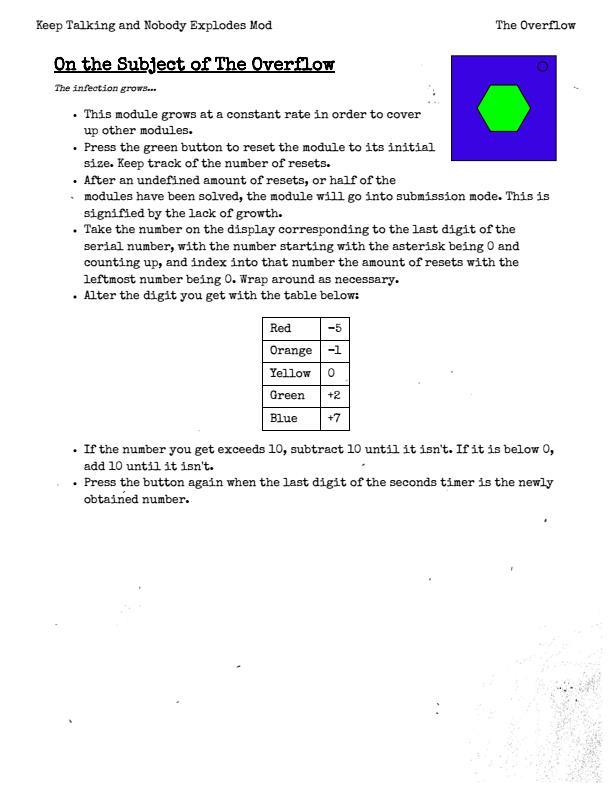 Keep Talking and Nobody Explodes Mod The Overflow
On the Subject of The Overflow
The infection grows...
• This module grows at a constant rate in order to cover
up other modules.
• Press the green button to reset the module to its initial
size. Keep track of the number of resets.
• After an undefined amount of resets, or half of the
modules have been solved, the module will go into submission mode. This is
signified by the lack of growth.
• Take the number on the display corresponding to the last digit of the
serial number, with the number starting with the asterisk being 0 and
counting up, and index into that number the amount of resets with the
leftmost number being 0. Wrap around as necessary.
• Alter the digit you get with the table below:
Red -5
Orange -1
Yellow 0
Green +2
Blue +7
• If the number you get exceeds 10, subtract 10 until it isn't. If it is below 0,
add 10 until it isn't.
• Press the button again when the last digit of the seconds timer is the newly
obtained number.